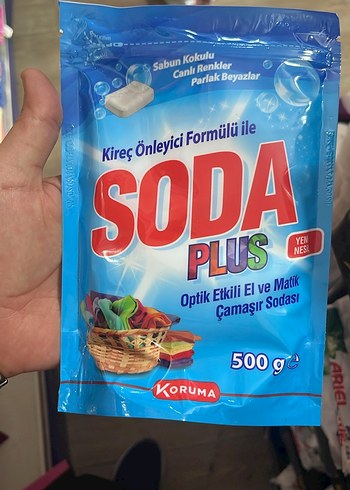 Sabun Kokulu
Canlı Renkler
Parlak Beyazlar
Kireç Önleyici Formülü ile
SODA
PLUS
YENİ
NESİL
Optik Etkili El ve Matik
Çamaşır Sodası
500 g e
KORUMA
ARIEL